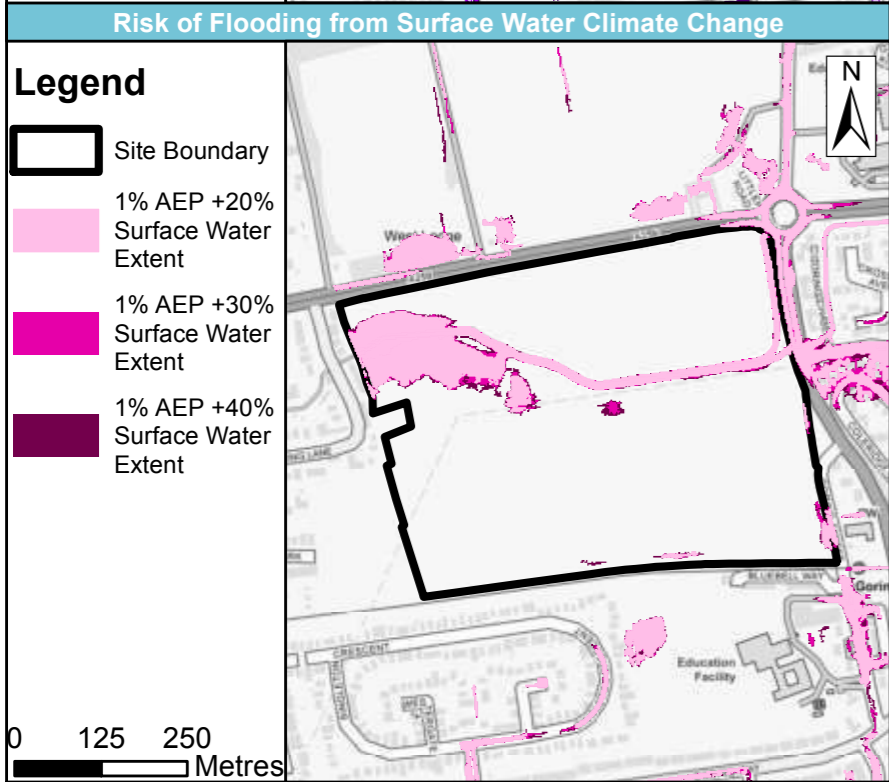 Risk of Flooding from Surface Water Climate Change
Legend
Site Boundary
1% AEP +20%
Surface Water
Extent
1% AEP +30%
Surface Water
Extent
1% AEP +40%
Surface Water
Extent
0 125 250
Metres
N
BLUEBELL WAY
Gorin
Education
Facility
SINGLETON
CRESCENT